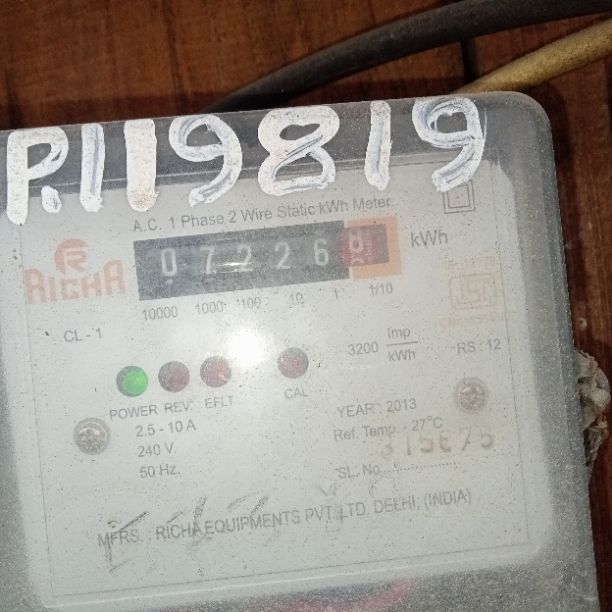 P.119819
A.C. 1 Phase 2 Wire Static kWh Meter
RICHA
07226 8 kWh
10000 1000 100 10 1 1/10
CL - 1
3200 Imp/kWh
RS : 12
POWER REV. EFLT CAL
2.5 - 10 A
240 V.
50 Hz.
YEAR : 2013
Ref. Temp. - 27°C
SL. No.
MFRS. : RICHA EQUIPMENTS PVT. LTD. DELHI, (INDIA)